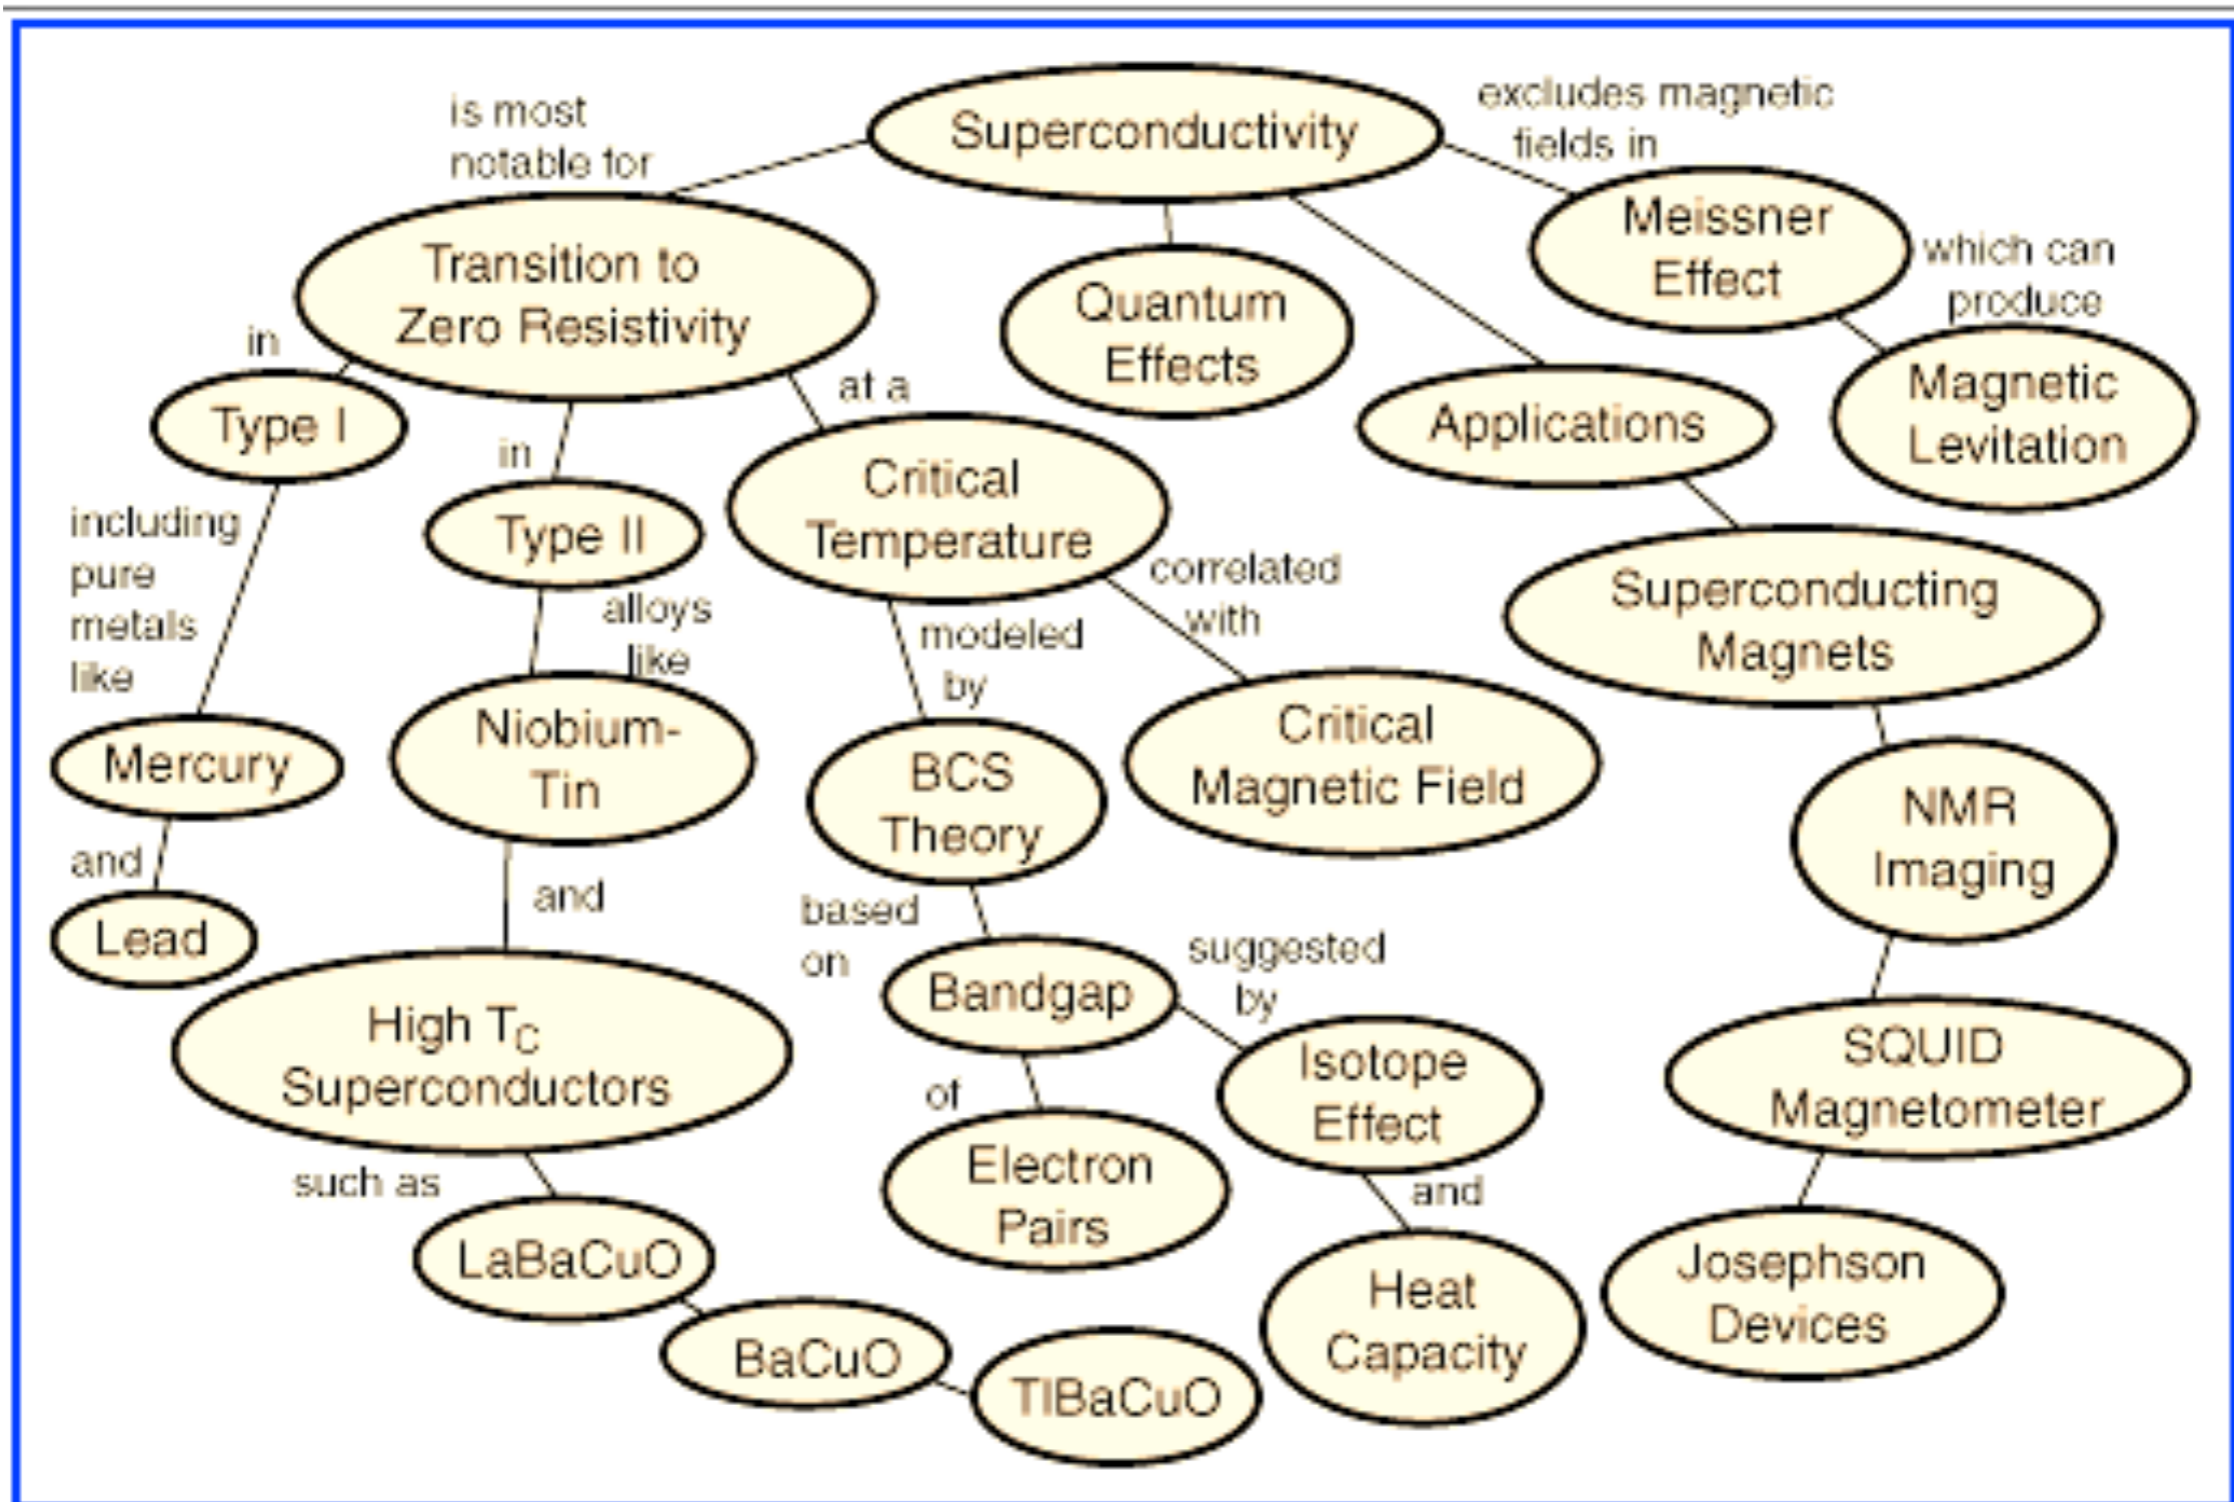 Superconductivity
is most
notable for
excludes magnetic
fields in
Transition to
Zero Resistivity
Quantum
Effects
Meissner
Effect
which can
produce
Magnetic
Levitation
Applications
in
Type I
in
Type II
at a
Critical
Temperature
including
pure
metals
like
alloys
like
modeled
by
correlated
with
Superconducting
Magnets
Mercury
Niobium-
Tin
BCS
Theory
Critical
Magnetic Field
NMR
Imaging
and
Lead
and
based
on
Bandgap
suggested
by
High TC
Superconductors
of
Electron
Pairs
Isotope
Effect
SQUID
Magnetometer
such as
and
LaBaCuO
BaCuO
TlBaCuO
Heat
Capacity
Josephson
Devices